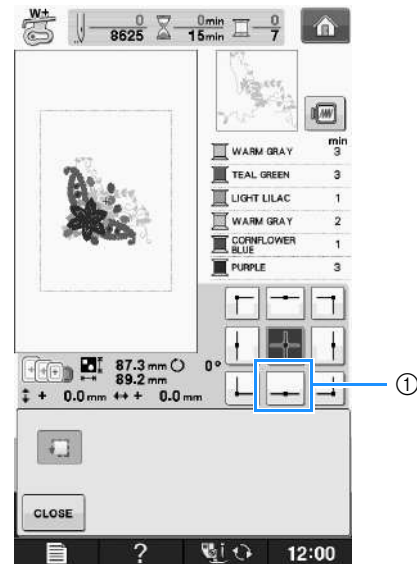 W+
0 0min 0
8625 15min 7
min
WARM GRAY 3
TEAL GREEN 3
LIGHT LILAC 1
WARM GRAY 2
CORNFLOWER
BLUE 1
PURPLE 3
87.3 mm 0°
89.2 mm
+ 0.0 mm + 0.0 mm
①
CLOSE
? i 12:00